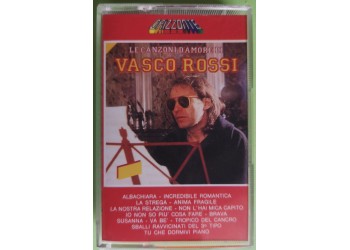 ORIZZONTE
LE CANZONI D'AMORE DI
VASCO ROSSI
ALBACHIARA - INCREDIBILE ROMANTICA
LA STREGA - ANIMA FRAGILE
LA NOSTRA RELAZIONE - NON L'HAI MICA CAPITO
IO NON SO PIU' COSA FARE - BRAVA
SUSANNA - VA BE' - TROPICO DEL CANCRO
SBALLI RAVVICINATI DEL 3° TIPO
TU CHE DORMIVI PIANO